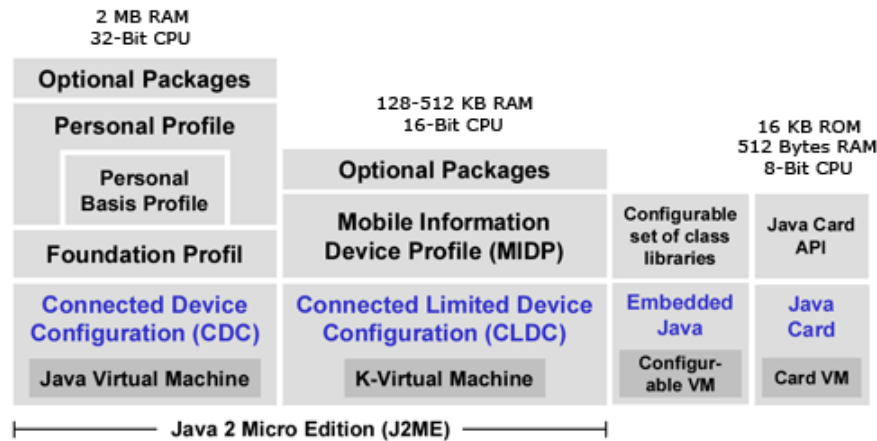 2 MB RAM
32-Bit CPU
Optional Packages
Personal Profile
Personal
Basis Profile
Foundation Profil
Connected Device
Configuration (CDC)
Java Virtual Machine
128-512 KB RAM
16-Bit CPU
Optional Packages
Mobile Information
Device Profile (MIDP)
Connected Limited Device
Configuration (CLDC)
K-Virtual Machine
Configurable
set of class
libraries
Embedded
Java
Configur-
able VM
16 KB ROM
512 Bytes RAM
8-Bit CPU
Java Card
API
Java
Card
Card VM
Java 2 Micro Edition (J2ME)